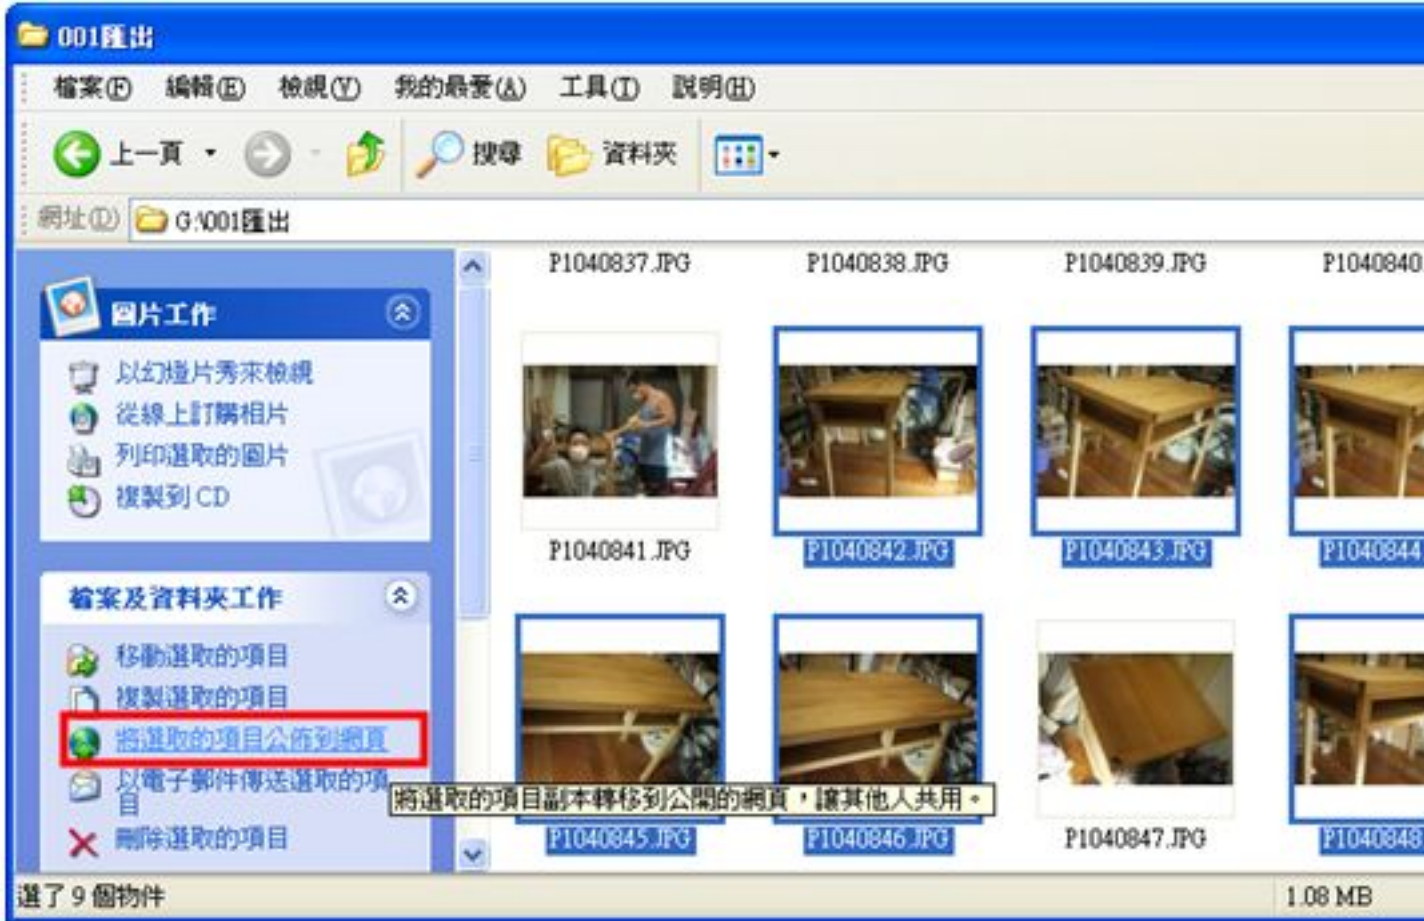 001匯出
檔案(F) 編輯(E) 檢視(V) 我的最愛(A) 工具(T) 說明(H)
上一頁 搜尋 資料夾
網址(D) G:\001匯出
P1040837.JPG P1040838.JPG P1040839.JPG P1040840
圖片工作
以幻燈片秀來檢視
從線上訂購相片
列印選取的圖片
複製到 CD
P1040841.JPG P1040842.JPG P1040843.JPG P1040844
檔案及資料夾工作
移動選取的項目
複製選取的項目
將選取的項目公佈到網頁
以電子郵件傳送選取的項
目
將選取的項目副本轉移到公開的網頁,讓其他人共用。
刪除選取的項目
P1040845.JPG P1040846.JPG P1040847.JPG P1040848
選了 9 個物件 1.08 MB